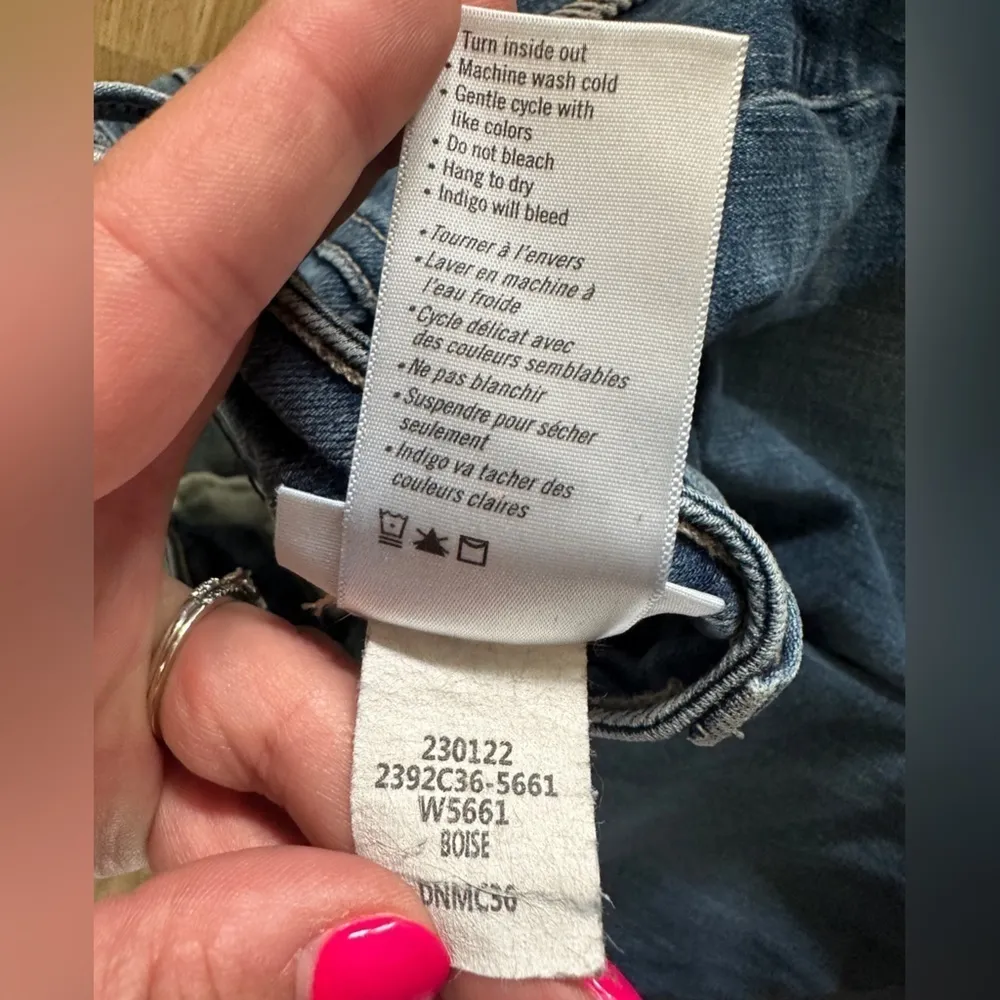 Turn inside out
• Machine wash cold
• Gentle cycle with
like colors
• Do not bleach
• Hang to dry
• Indigo will bleed
• Tourner à l'envers
• Laver en machine à
l'eau froide
• Cycle délicat avec
des couleurs semblables
• Ne pas blanchir
• Suspendre pour sécher
seulement
• Indigo va tacher des
couleurs claires
230122
2392C36-5661
W5661
BOISE
DNMC36